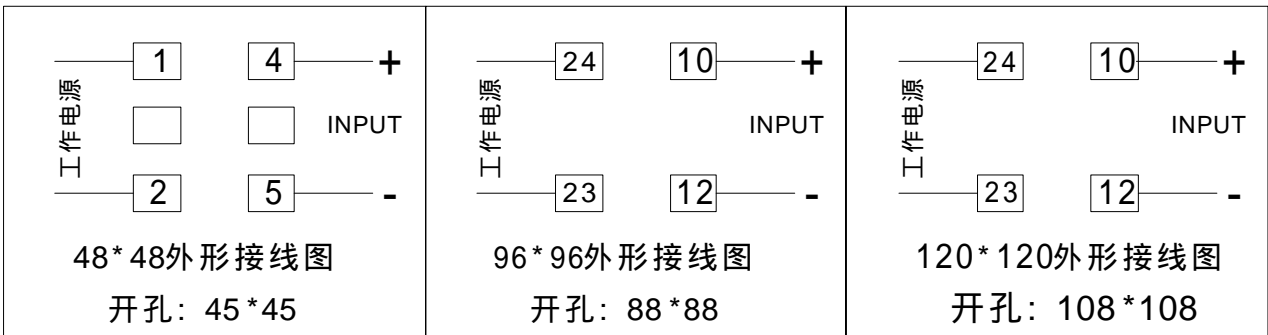 1 4 +
工作电源
INPUT
2 5 -
48*48外形接线图
开孔: 45*45
24 10 +
工作电源
INPUT
23 12 -
96*96外形接线图
开孔: 88*88
24 10 +
工作电源
INPUT
23 12 -
120*120外形接线图
开孔: 108*108